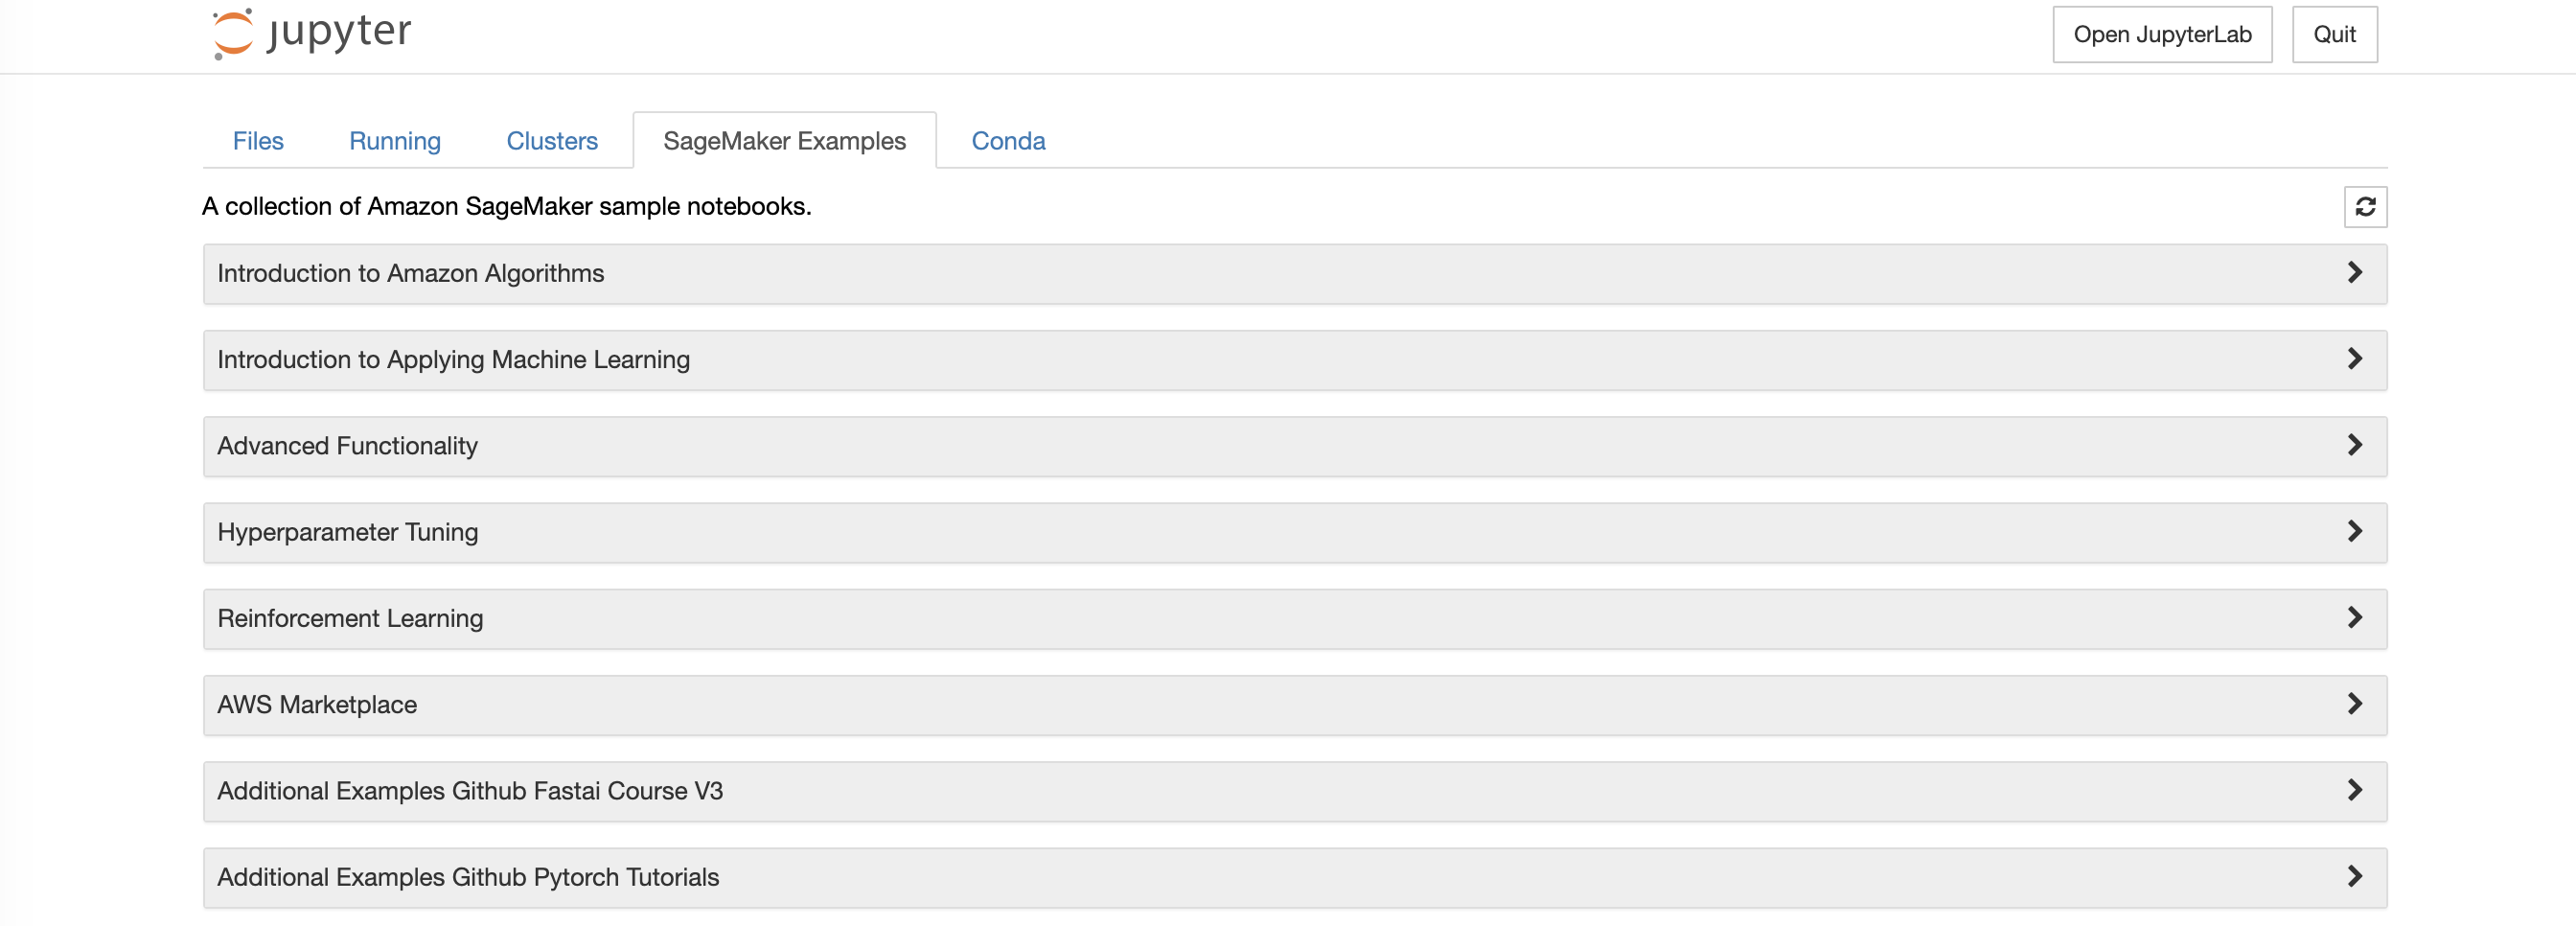 jupyter
Open JupyterLab
Quit
Files
Running
Clusters
SageMaker Examples
Conda
A collection of Amazon SageMaker sample notebooks.
Introduction to Amazon Algorithms
Introduction to Applying Machine Learning
Advanced Functionality
Hyperparameter Tuning
Reinforcement Learning
AWS Marketplace
Additional Examples Github Fastai Course V3
Additional Examples Github Pytorch Tutorials